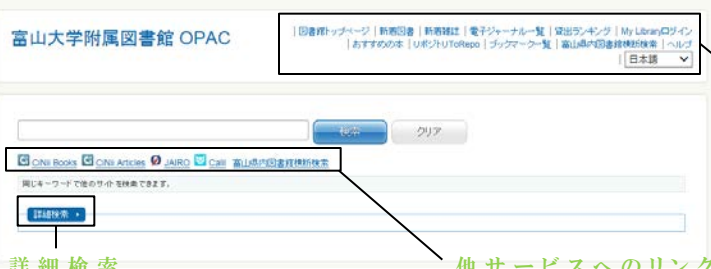 富山大学附属図書館 OPAC
|図書館トップページ|新着図書|新着雑誌|電子ジャーナル一覧|貸出ランキング|My Libraryログイン
|おすすめの本|リポジトリToRepo|ブックマーク一覧|富山県内図書館横断検索|ヘルプ
|日本語
検索 クリア
CiNii Books CiNii Articles JAIRO Calil 富山県内図書館横断検索
同じキーワードで他のサイトを検索できます。
詳細検索
詳細検索 他サービスへのリンク